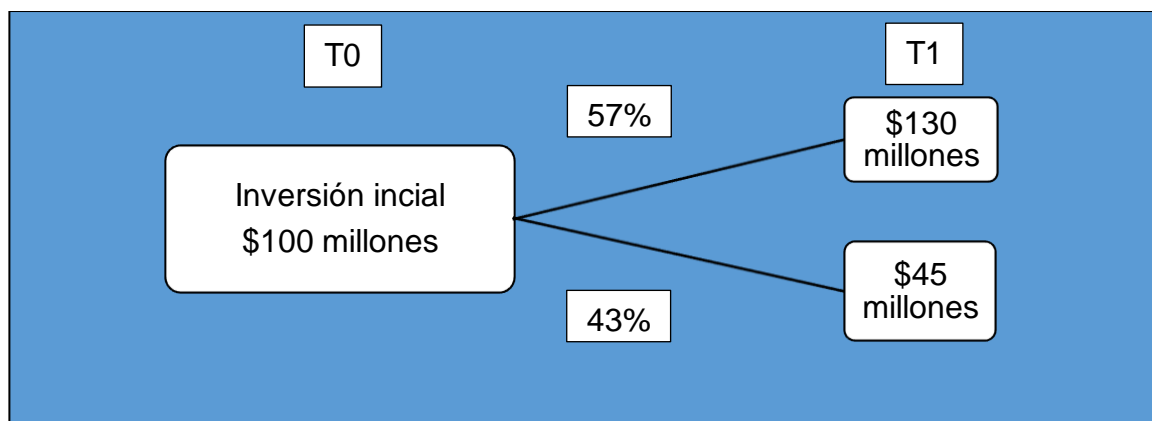 T0
T1
57%
$130
millones
Inversión incial
$100 millones
$45
millones
43%